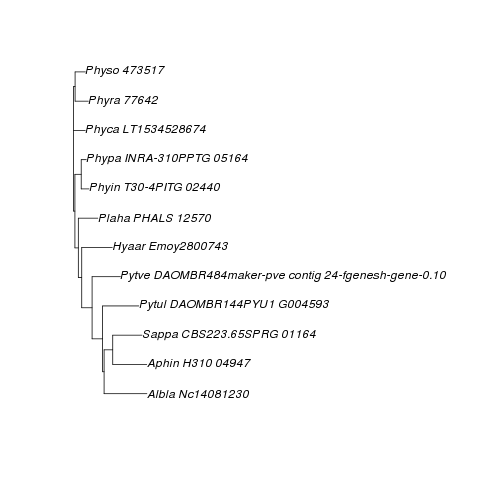 Physo 473517
Phyra 77642
Phyca LT1534528674
Phypa INRA-310PPTG 05164
Phyin T30-4PITG 02440
Plaha PHALS 12570
Hyaar Emoy2800743
Pytve DAOMBR484maker-pve contig 24-fgenesh-gene-0.10
Pytul DAOMBR144PYU1 G004593
Sappa CBS223.65SPRG 01164
Aphin H310 04947
Albla Nc14081230